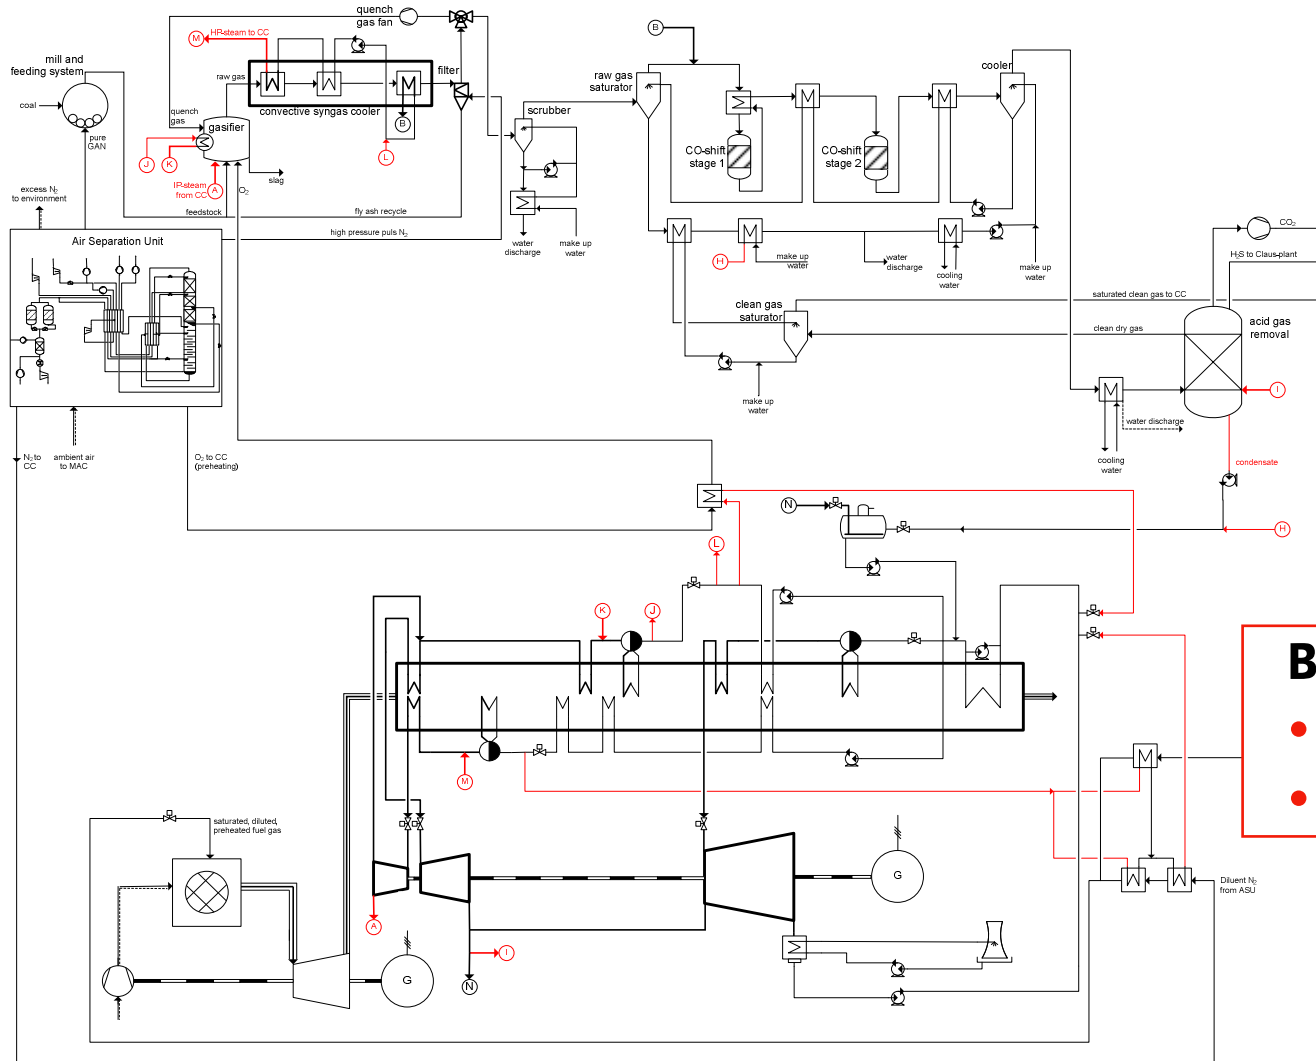 quench
gas fan
B
M
HP-steam to CC
mill and
feeding system
raw gas
filter
raw gas
saturator
cooler
coal
convective syngas cooler
B
scrubber
quench
gas
gasifier
pure
GAN
CO-shift
stage 1
CO-shift
stage 2
J
K
L
IP-steam
from CC
A
O₂
slag
excess N₂
to environment
feedstock
fly ash recycle
high pressure puls N₂
water
discharge
make up
water
Air Separation Unit
H
make up
water
water
discharge
cooling
water
make up
water
CO₂
H₂S to Claus-plant
saturated clean gas to CC
clean gas
saturator
clean dry gas
acid gas
removal
I
make up
water
water discharge
cooling
water
condensate
N₂ to
CC
ambient air
to MAC
O₂ to CC
(preheating)
N
H
L
K
J
B
M
saturated, diluted,
preheated fuel gas
G
Diluent N₂
from ASU
A
I
G
N